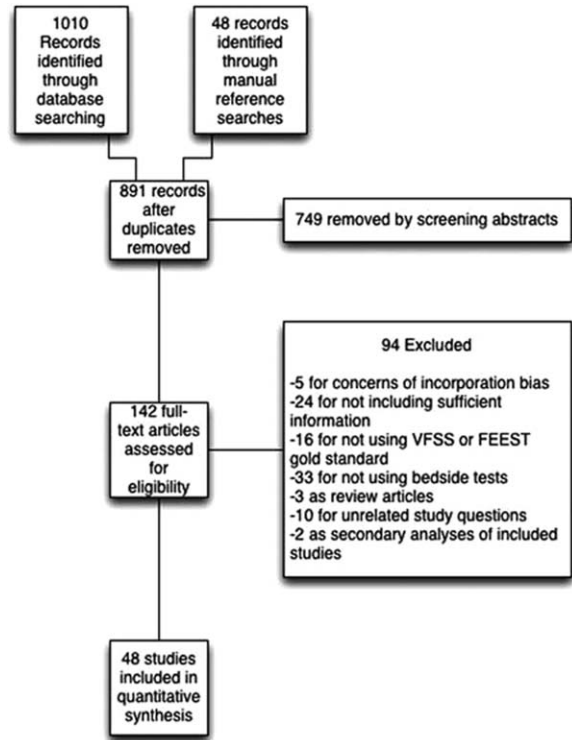 1010
Records
identified
through
database
searching
48 records
identified
through
manual
reference
searches
891 records
after
duplicates
removed
749 removed by screening abstracts
94 Excluded
-5 for concerns of incorporation bias
-24 for not including sufficient
information
-16 for not using VFSS or FEEST
gold standard
-33 for not using bedside tests
-3 as review articles
-10 for unrelated study questions
-2 as secondary analyses of included
studies
142 full-
text articles
assessed
for
eligibility
48 studies
included in
quantitative
synthesis